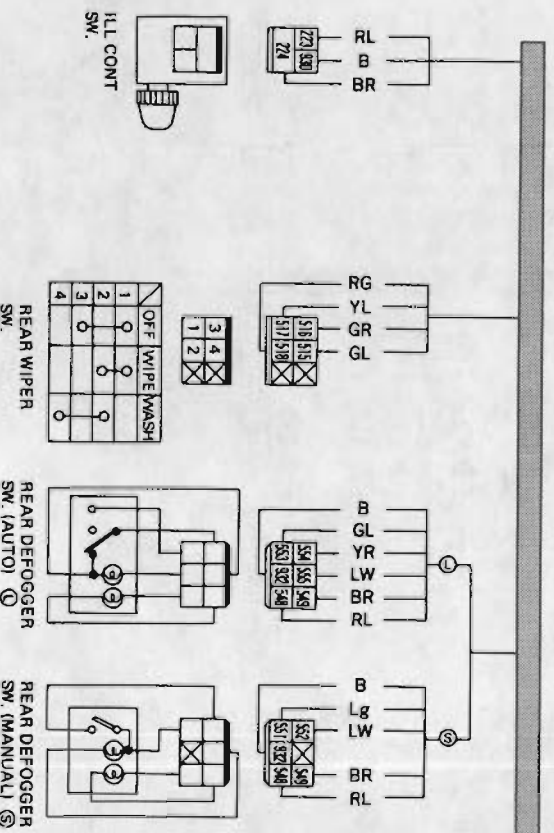 RL
B
BR
223 930
224
ILL CONT
SW.
RG
YL
GR
GL
516 515
517 518
3 4
1 2
OFF WIPE WASH
1
2
3
4
REAR WIPER
SW.
B
GL
YR
LW
BR
RL
L
554 555 549
553 932 548
REAR DEFOGGER
SW. (AUTO) Ⓛ
B
Lg
LW
BR
RL
S
552 549
551 932 548
REAR DEFOGGER
SW. (MANUAL) Ⓢ